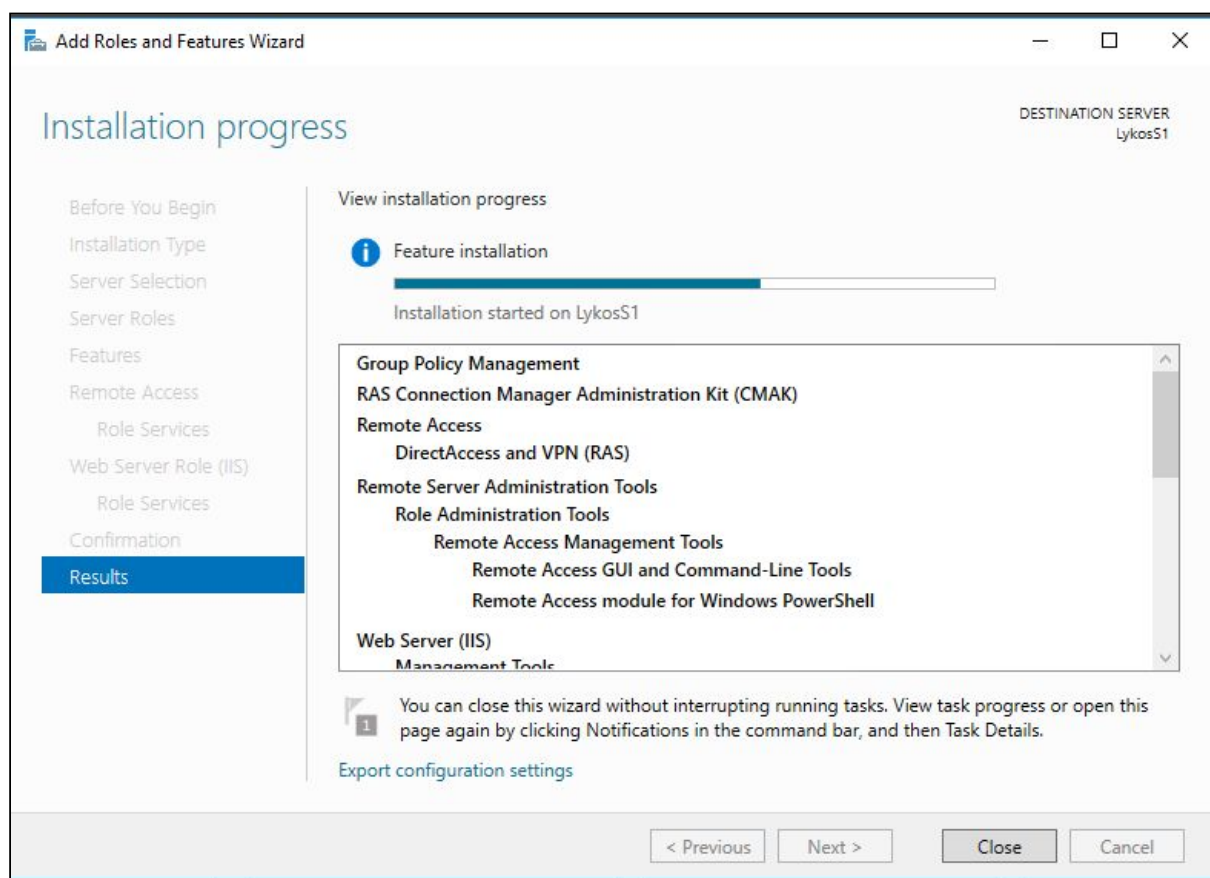 Add Roles and Features Wizard
Installation progress
DESTINATION SERVER
LykosS1
Before You Begin
Installation Type
Server Selection
Server Roles
Features
Remote Access
Role Services
Web Server Role (IIS)
Role Services
Confirmation
Results
View installation progress
Feature installation
Installation started on LykosS1
Group Policy Management
RAS Connection Manager Administration Kit (CMAK)
Remote Access
DirectAccess and VPN (RAS)
Remote Server Administration Tools
Role Administration Tools
Remote Access Management Tools
Remote Access GUI and Command-Line Tools
Remote Access module for Windows PowerShell
Web Server (IIS)
Management Tools
1
You can close this wizard without interrupting running tasks. View task progress or open this
page again by clicking Notifications in the command bar, and then Task Details.
Export configuration settings
< Previous
Next >
Close
Cancel